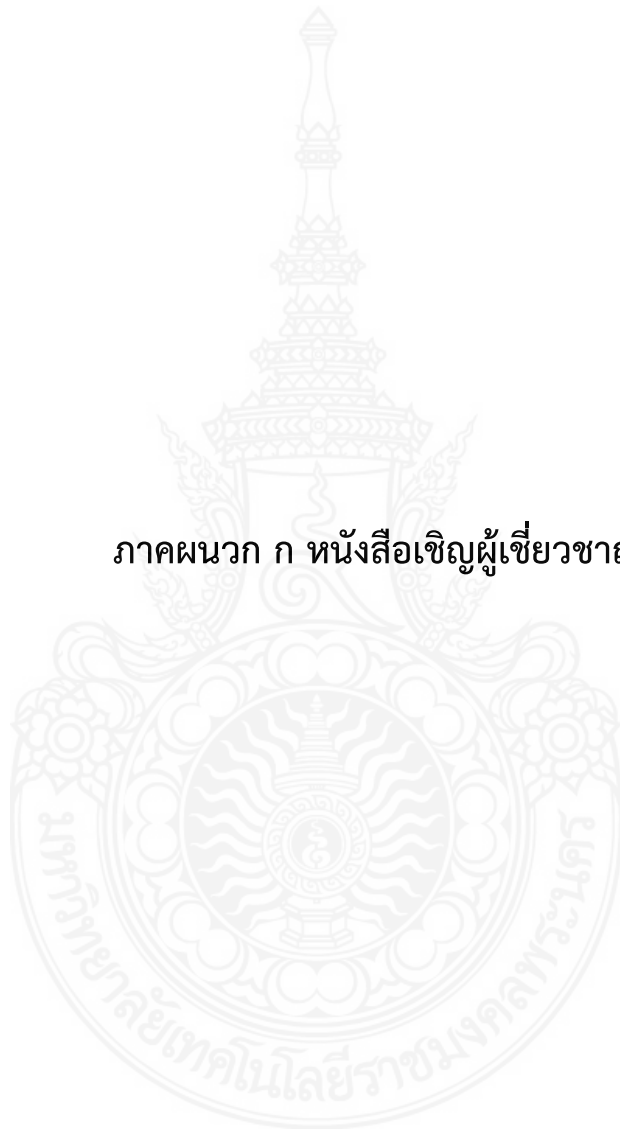 ภาคผนวก ก หนังสือเชิญผู้เชี่ยวชาญ
มหาวิทยาลัยเทคโนโลยีราชมงคลพระนคร